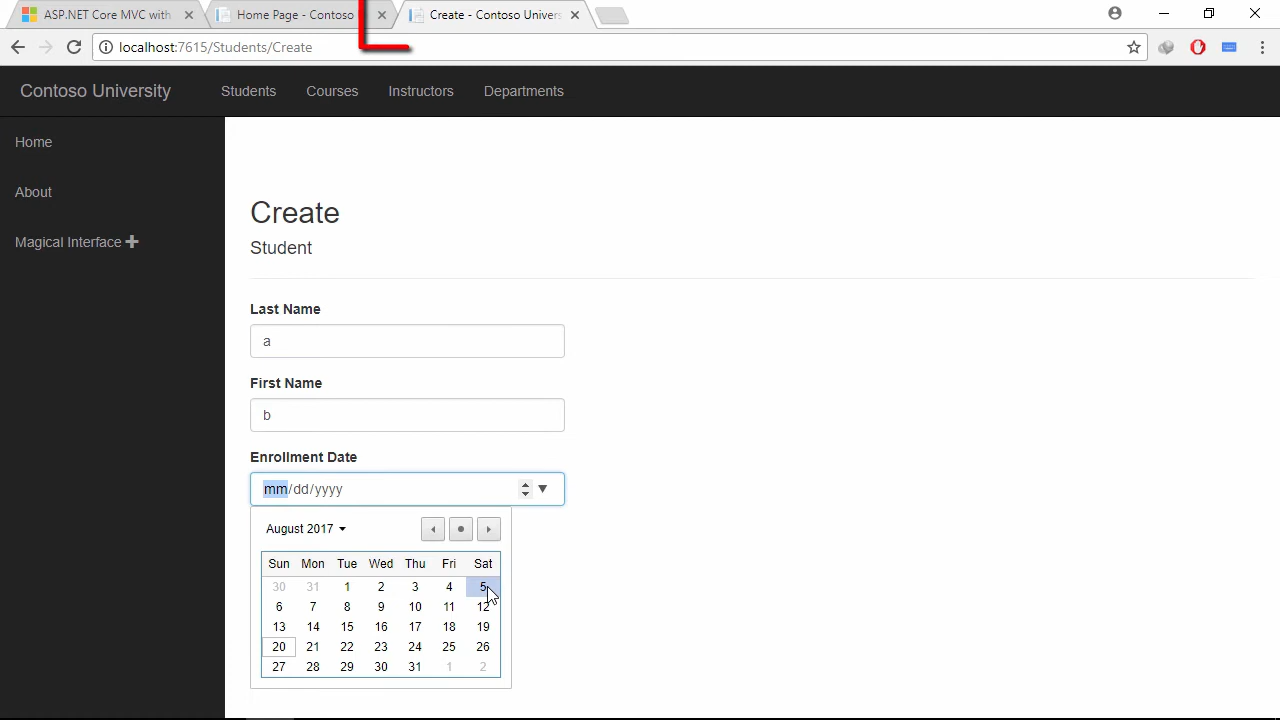 ASP.NET Core MVC with
Home Page - Contoso
Create - Contoso Univers
localhost:7615/Students/Create
Contoso University Students Courses Instructors Departments
Home
About
Magical Interface
Create
Student
Last Name
a
First Name
b
Enrollment Date
mm/dd/yyyy
August 2017
Sun Mon Tue Wed Thu Fri Sat
30 31 1 2 3 4 5
6 7 8 9 10 11 12
13 14 15 16 17 18 19
20 21 22 23 24 25 26
27 28 29 30 31 1 2